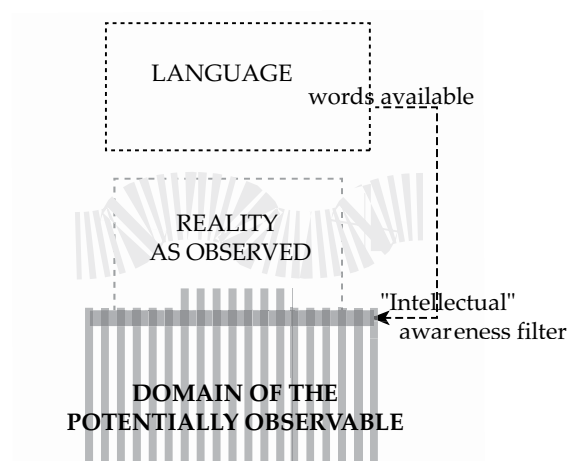 LANGUAGE
words available
REALITY
AS OBSERVED
"Intellectual"
awareness filter
DOMAIN OF THE
POTENTIALLY OBSERVABLE